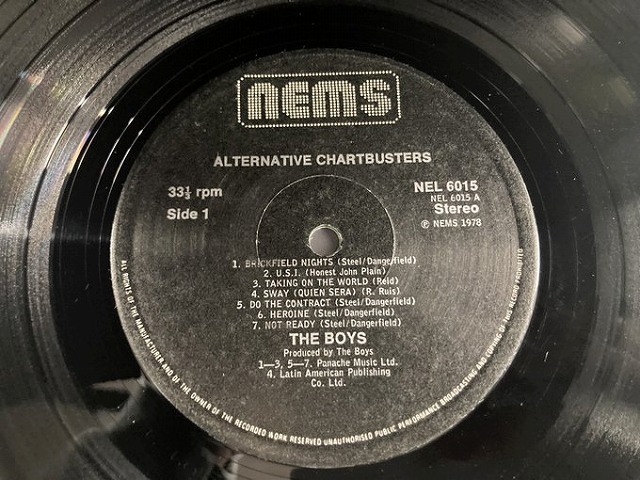 nems
ALTERNATIVE CHARTBUSTERS
33⅓ rpm
Side 1
NEL 6015
NEL 6015 A
Stereo
Ⓟ NEMS 1978
1. BRICKFIELD NIGHTS (Steel/Dangerfield)
2. U.S.I. (Honest John Plain)
3. TAKING ON THE WORLD (Reid)
4. SWAY (QUIEN SERA) (R. Ruis)
5. DO THE CONTRACT (Steel/Dangerfield)
6. HEROINE (Steel/Dangerfield)
7. NOT READY (Steel/Dangerfield)
THE BOYS
Produced by The Boys
1—3, 5—7. Panache Music Ltd.
4. Latin American Publishing
Co. Ltd.
ALL RIGHTS OF THE MANUFACTURER AND OF THE OWNER OF THE RECORDED WORK RESERVED UNAUTHORISED PUBLIC PERFORMANCE BROADCASTING AND COPYING OF THIS RECORD PROHIBITED